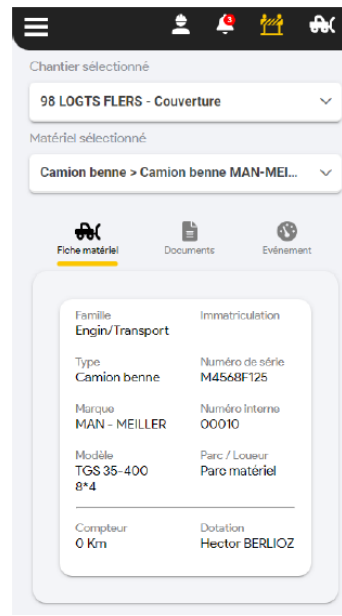 3
Chantier sélectionné
98 LOGTS FLERS - Couverture
Matériel sélectionné
Camion benne > Camion benne MAN-MEI...
Fiche matériel Documents Evénement
Famille Immatriculation
Engin/Transport
Type Numéro de série
Camion benne M4568F125
Marque Numéro interne
MAN - MEILLER 00010
Modèle Parc / Loueur
TGS 35-400 Parc matériel
8*4
Compteur Dotation
0 Km Hector BERLIOZ